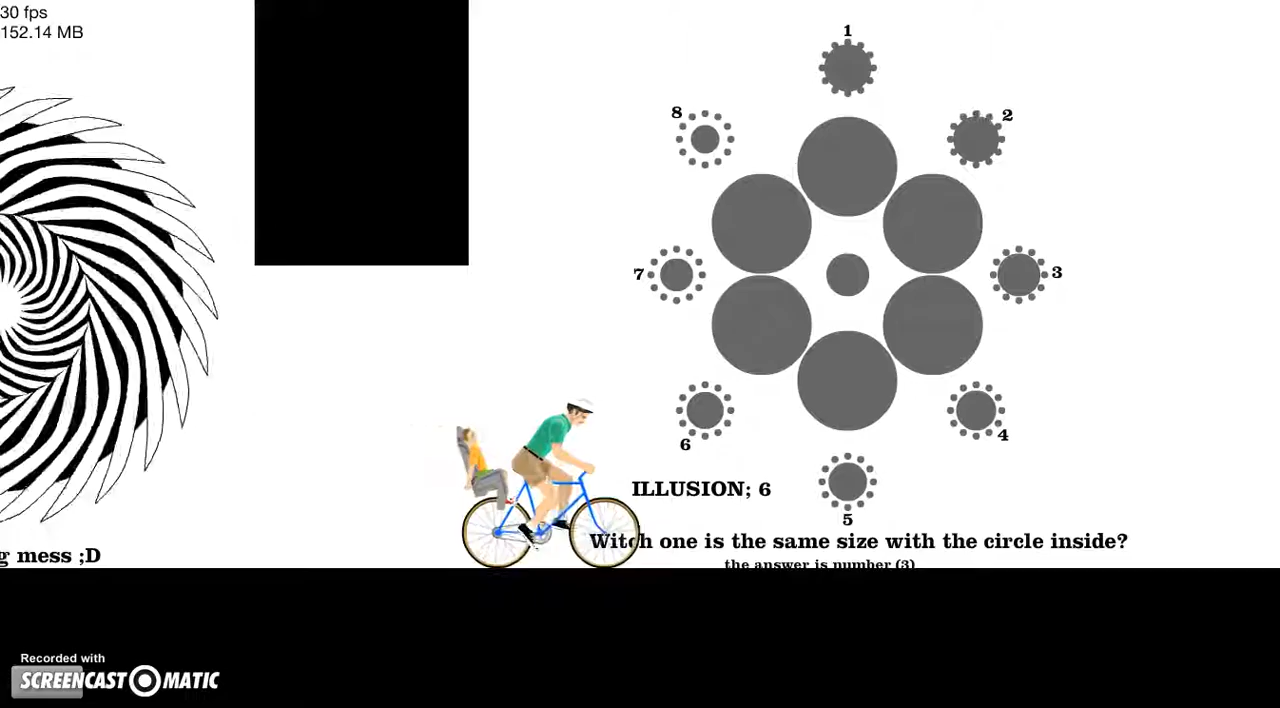 30 fps
152.14 MB
1
8
2
7
3
6
4
ILLUSION; 6
5
Witch one is the same size with the circle inside?
g mess ;D
the answer is number (3)
Recorded with
SCREENCAST MATIC